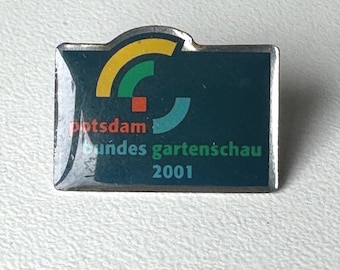 potsdam
bundes gartenschau
2001